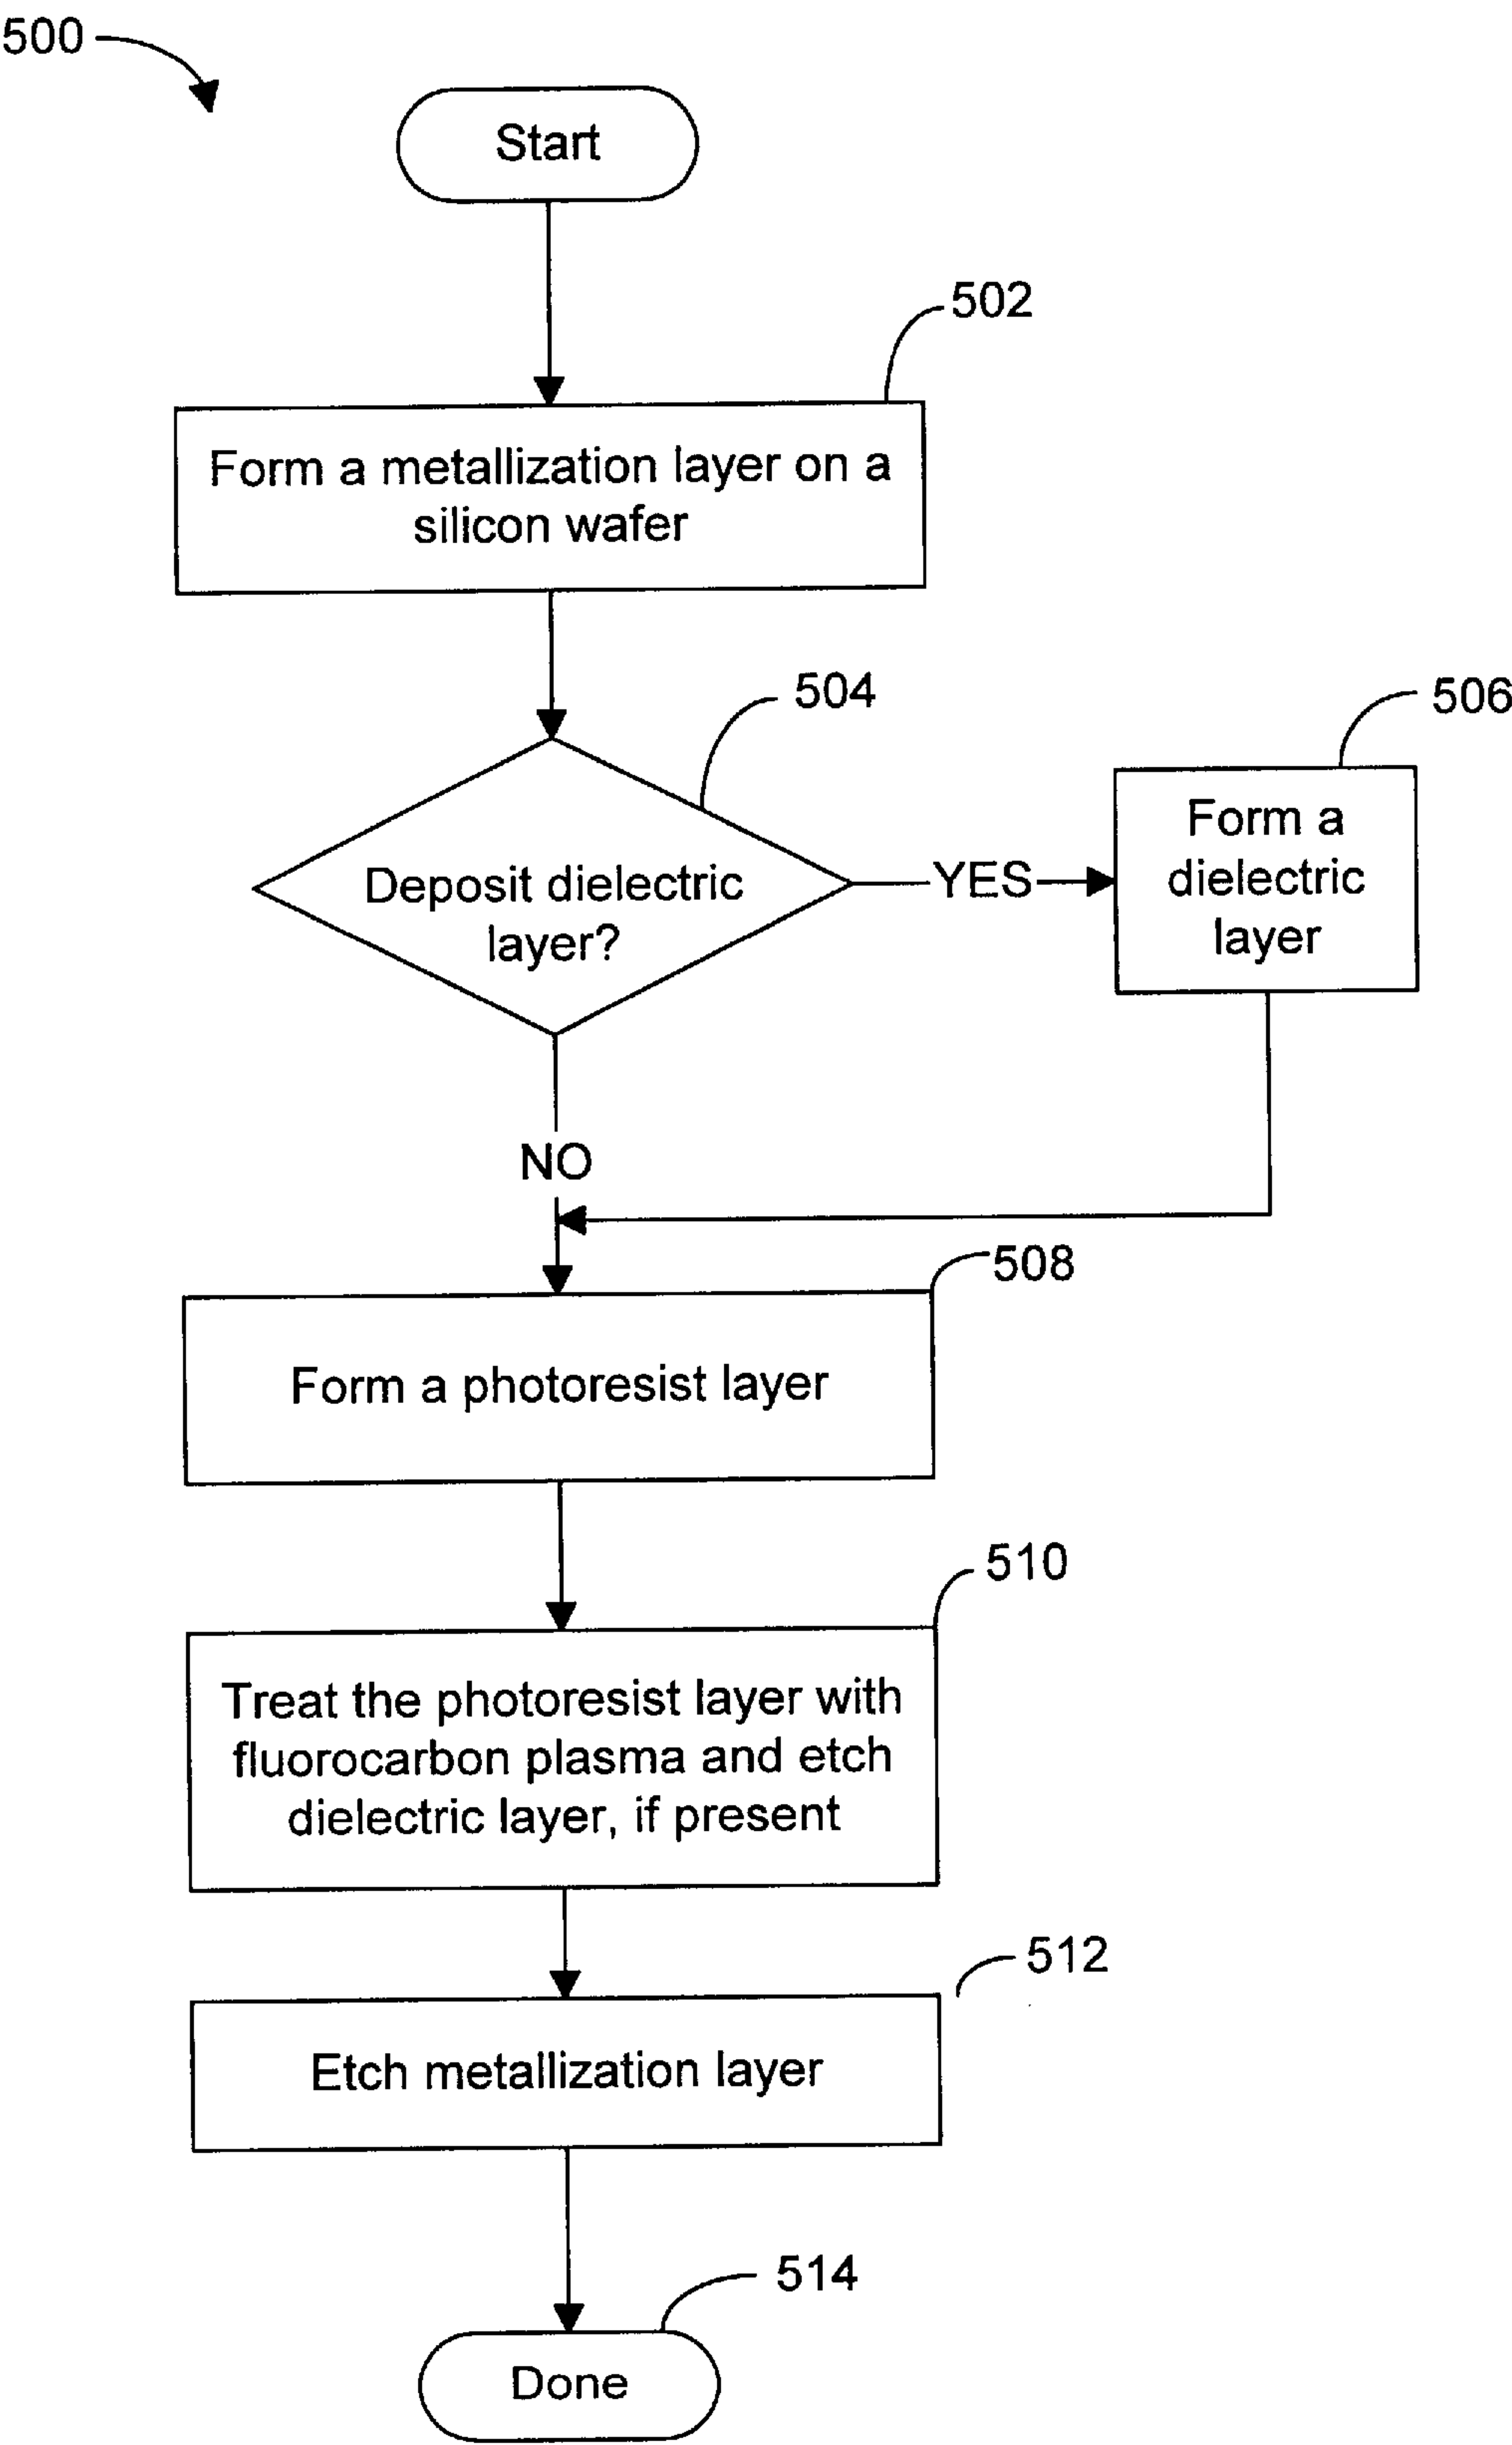 500
Start
502
Form a metallization layer on a
silicon wafer
504
506
Deposit dielectric
layer?
YES
Form a
dielectric
layer
NO
508
Form a photoresist layer
510
Treat the photoresist layer with
fluorocarbon plasma and etch
dielectric layer, if present
512
Etch metallization layer
514
Done